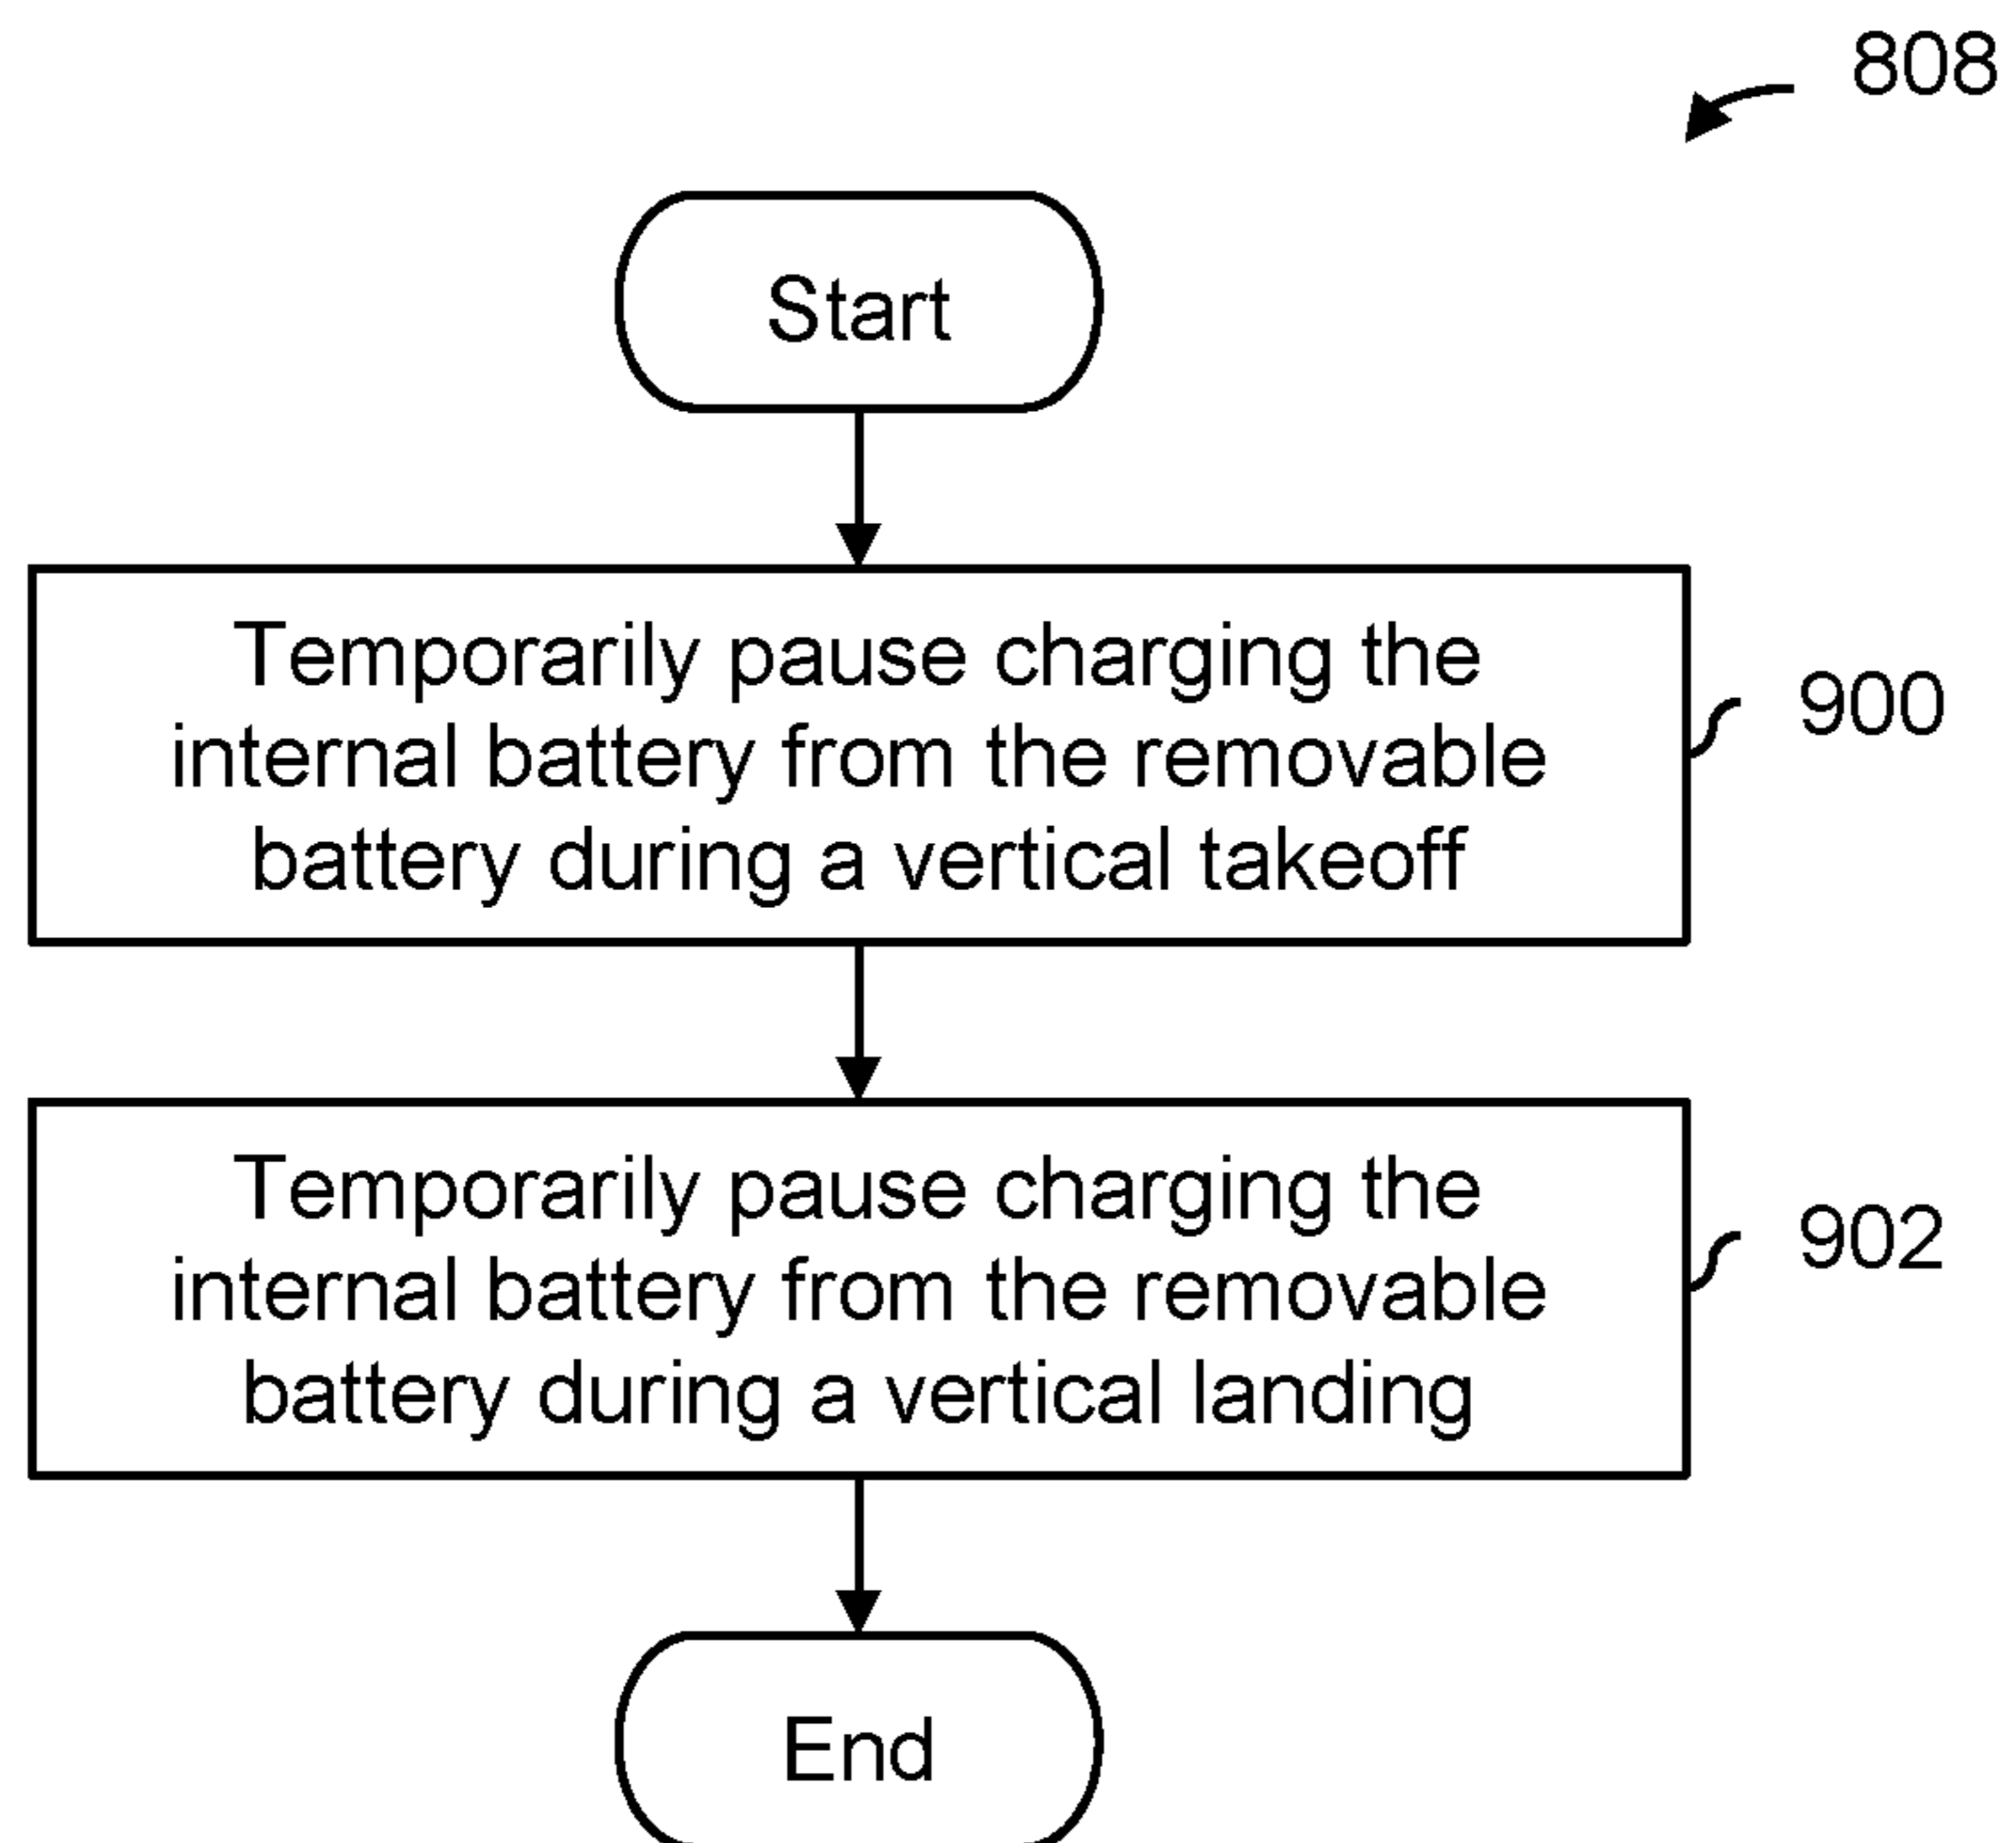 808
Start
Temporarily pause charging the
internal battery from the removable
battery during a vertical takeoff
900
Temporarily pause charging the
internal battery from the removable
battery during a vertical landing
902
End